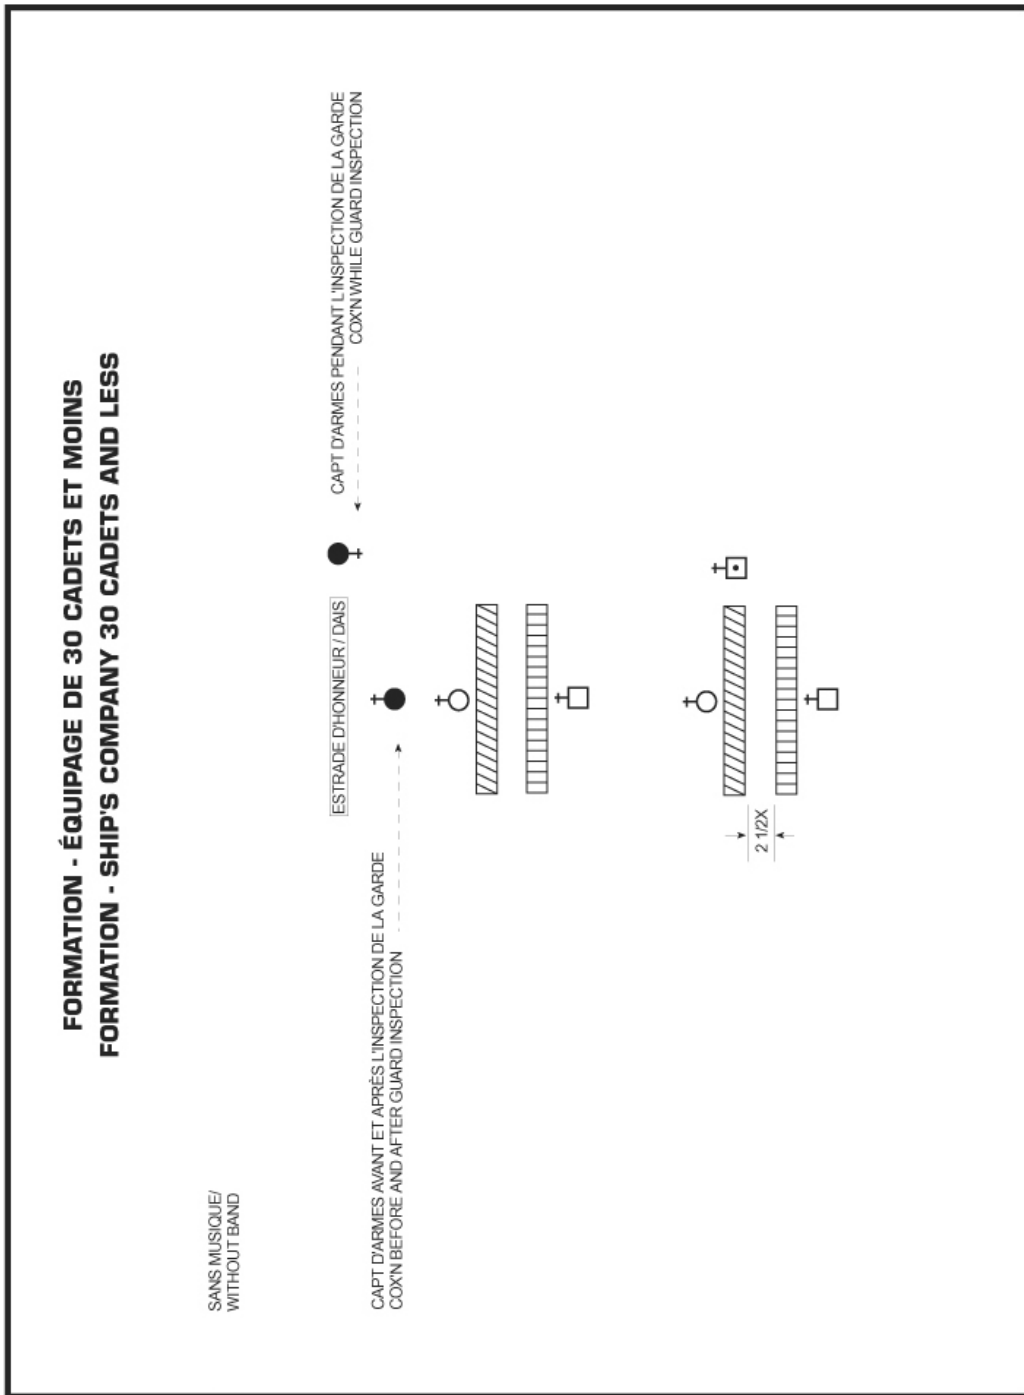 FORMATION - ÉQUIPAGE DE 30 CADETS ET MOINS
FORMATION - SHIP'S COMPANY 30 CADETS AND LESS
SANS MUSIQUE/
WITHOUT BAND
CAPT D'ARMES PENDANT L'INSPECTION DE LA GARDE
COX'N WHILE GUARD INSPECTION
ESTRADE D'HONNEUR / DAIS
CAPT D'ARMES AVANT ET APRÈS L'INSPECTION DE LA GARDE
COX'N BEFORE AND AFTER GUARD INSPECTION
2 1/2X